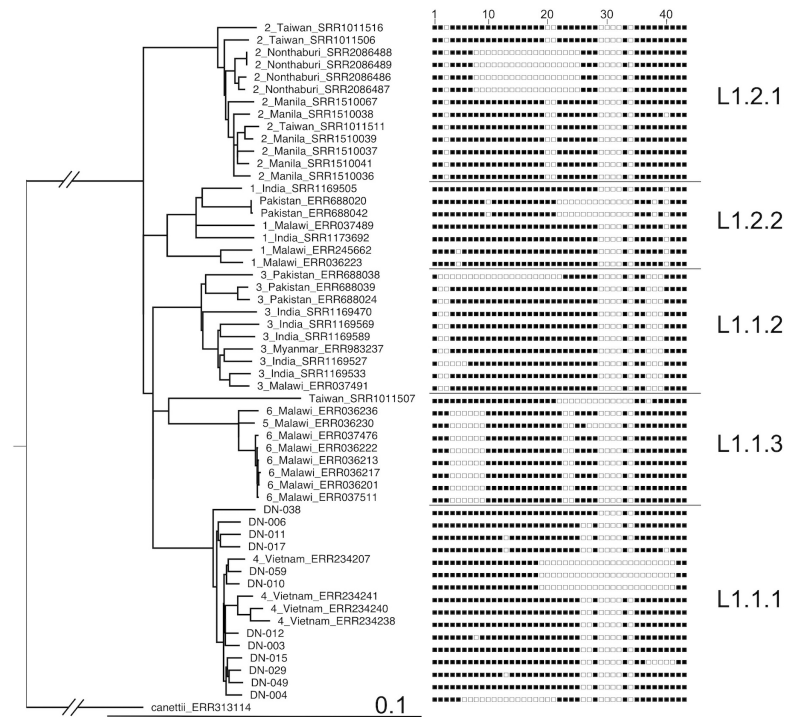 1 10 20 30 40
2_Taiwan_SRR1011516
2_Taiwan_SRR1011506
2_Nonthaburi_SRR2086488
2_Nonthaburi_SRR2086489
2_Nonthaburi_SRR2086486
2_Nonthaburi_SRR2086487
2_Manila_SRR1510067
2_Manila_SRR1510038
2_Taiwan_SRR1011511
2_Manila_SRR1510039
2_Manila_SRR1510037
2_Manila_SRR1510041
2_Manila_SRR1510036
L1.2.1
1_India_SRR1169505
Pakistan_ERR688020
Pakistan_ERR688042
1_Malawi_ERR037489
1_India_SRR1173692
1_Malawi_ERR245662
1_Malawi_ERR036223
L1.2.2
3_Pakistan_ERR688038
3_Pakistan_ERR688039
3_Pakistan_ERR688024
3_India_SRR1169470
3_India_SRR1169569
3_India_SRR1169589
3_Myanmar_ERR983237
3_India_SRR1169527
3_India_SRR1169533
3_Malawi_ERR037491
L1.1.2
Taiwan_SRR1011507
6_Malawi_ERR036236
5_Malawi_ERR036230
6_Malawi_ERR037476
6_Malawi_ERR036222
6_Malawi_ERR036213
6_Malawi_ERR036217
6_Malawi_ERR036201
6_Malawi_ERR037511
L1.1.3
DN-038
DN-006
DN-011
DN-017
4_Vietnam_ERR234207
DN-059
DN-010
4_Vietnam_ERR234241
4_Vietnam_ERR234240
4_Vietnam_ERR234238
DN-012
DN-003
DN-015
DN-029
DN-049
DN-004
L1.1.1
canettii_ERR313114
0.1